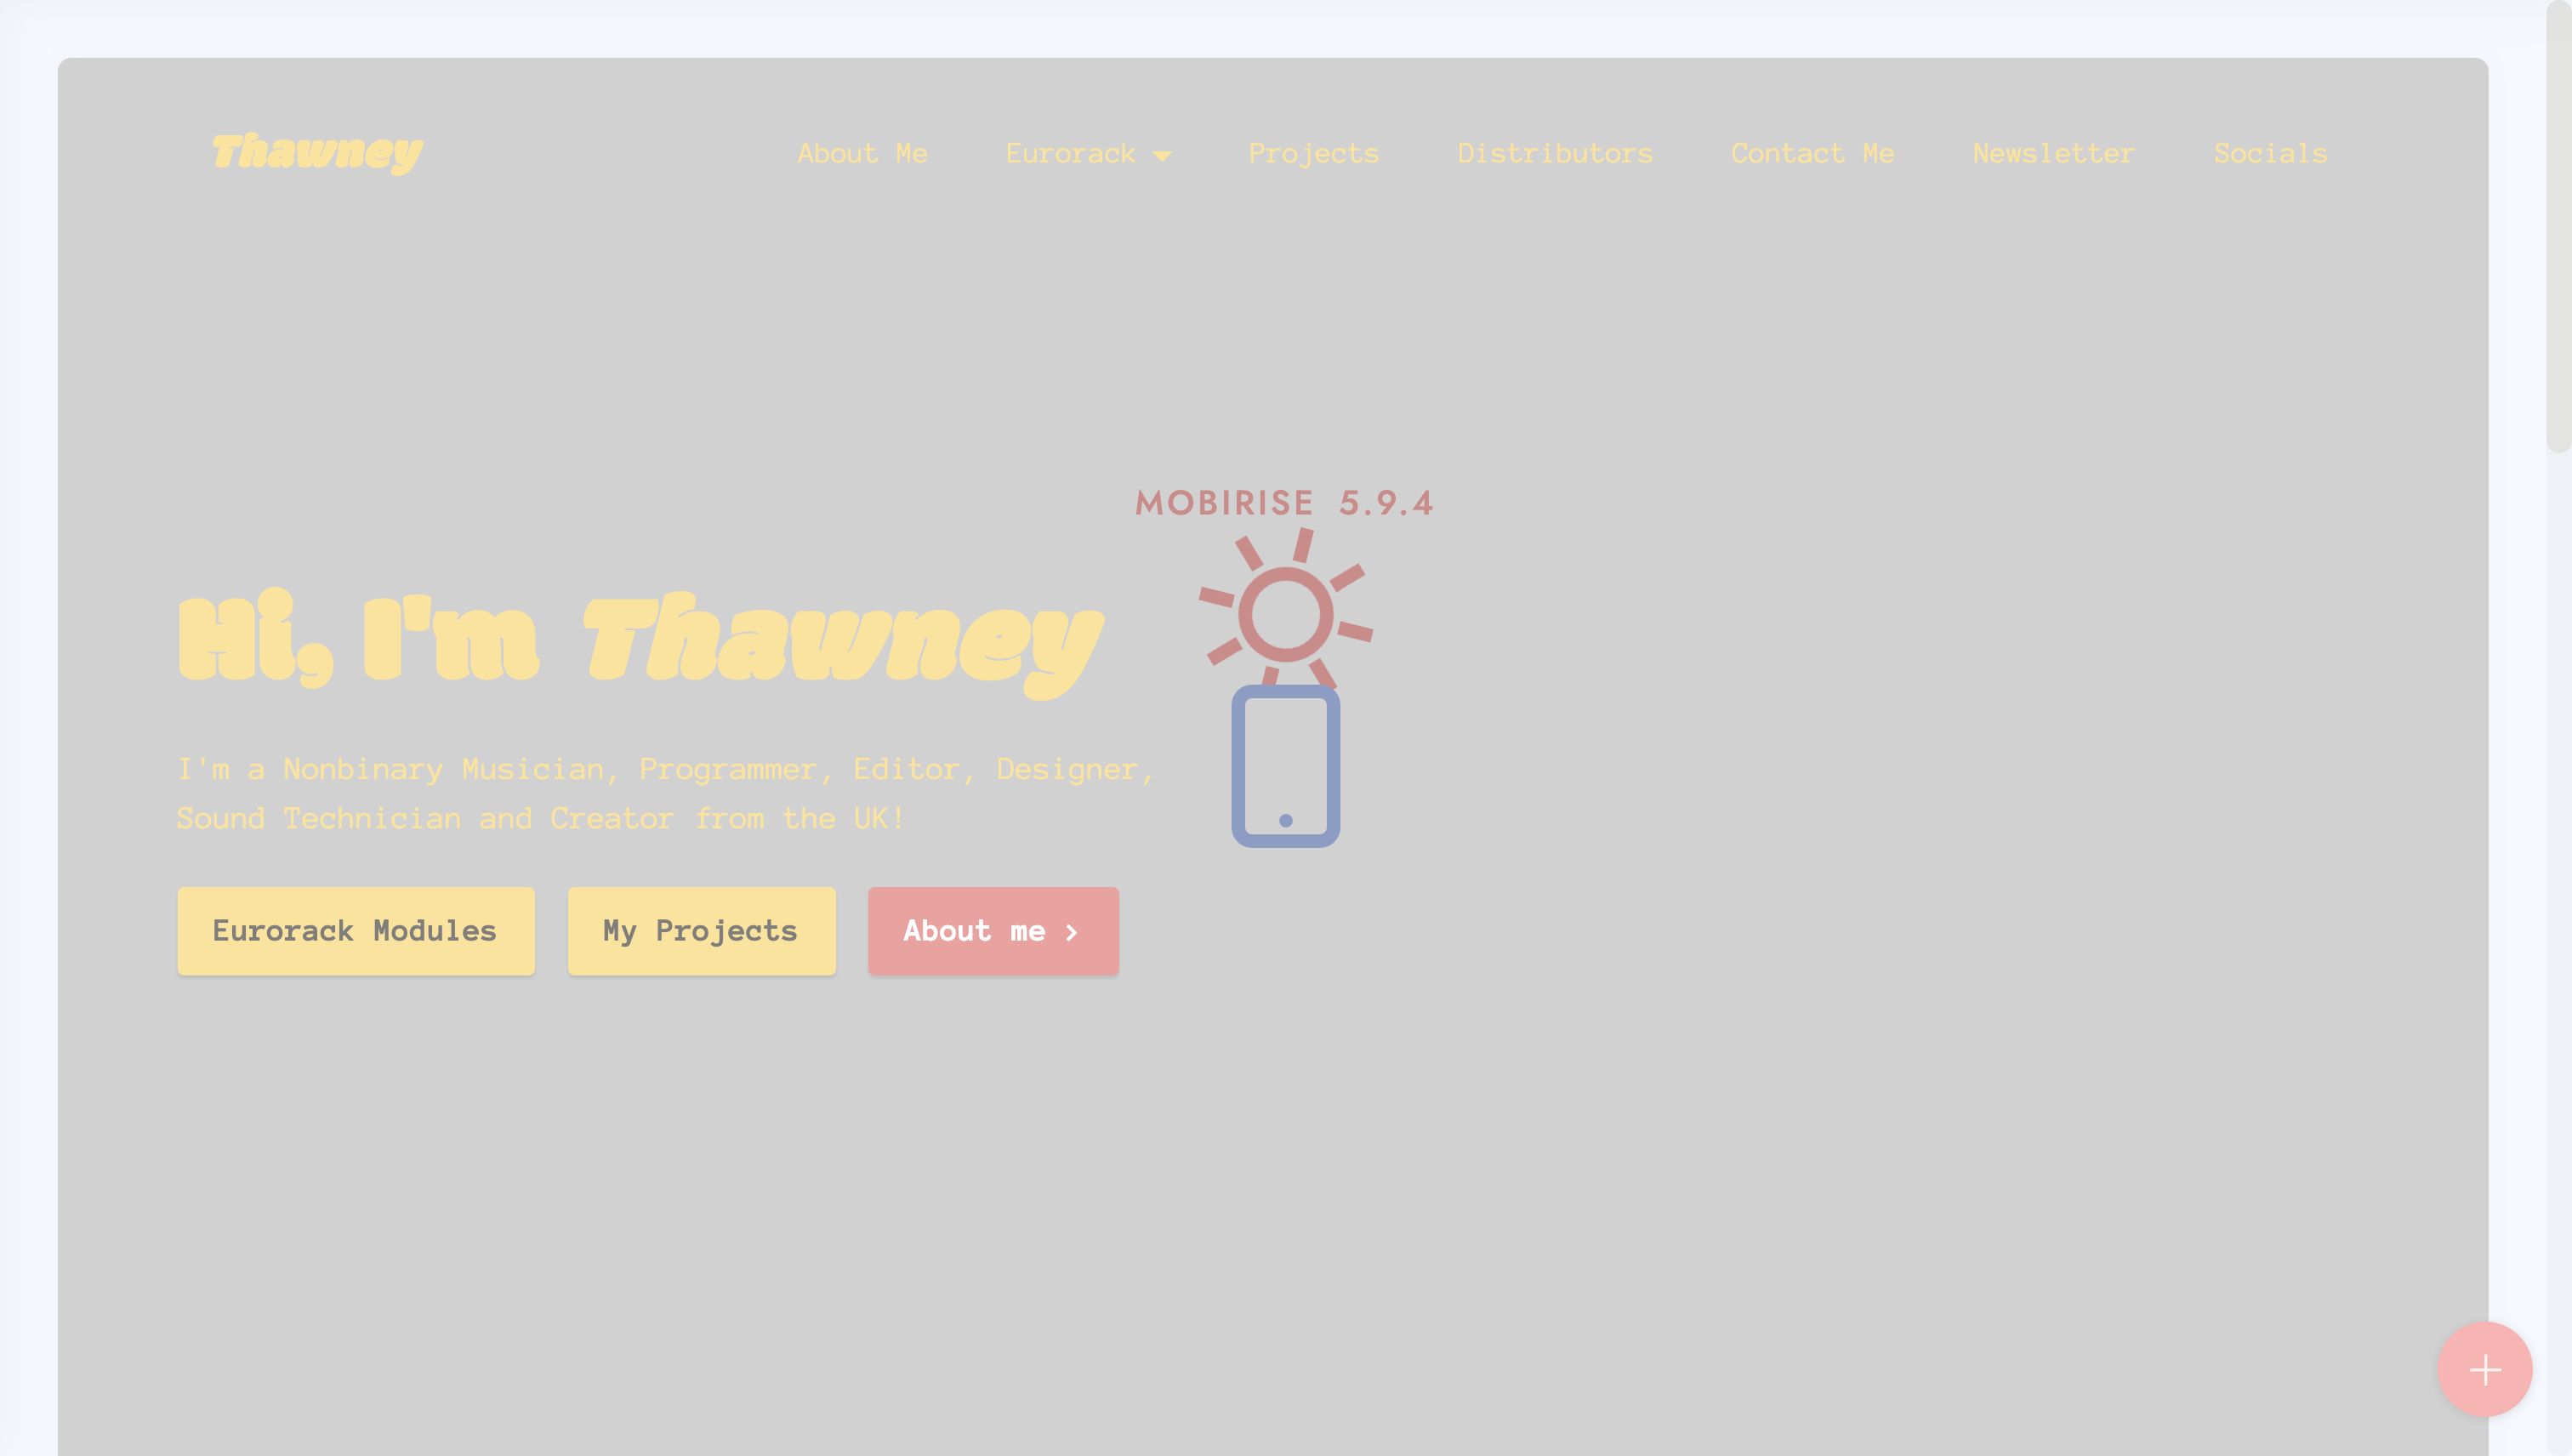 Thawney
About Me Eurorack Projects Distributors Contact Me Newsletter Socials
MOBIRISE 5.9.4
Hi, I'm Thawney
I'm a Nonbinary Musician, Programmer, Editor, Designer,
Sound Technician and Creator from the UK!
Eurorack Modules My Projects About me ›